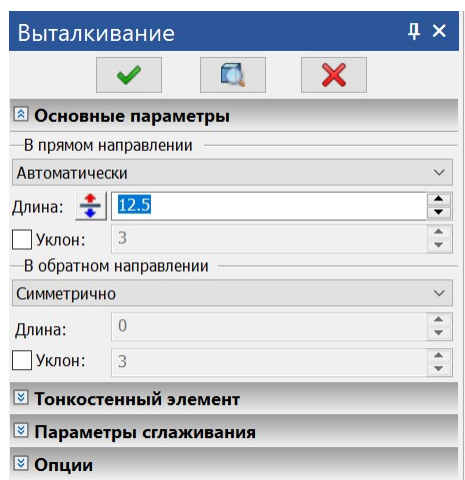 Выталкивание
Основные параметры
В прямом направлении
Автоматически
Длина: 12.5
Уклон: 3
В обратном направлении
Симметрично
Длина: 0
Уклон: 3
Тонкостенный элемент
Параметры сглаживания
Опции